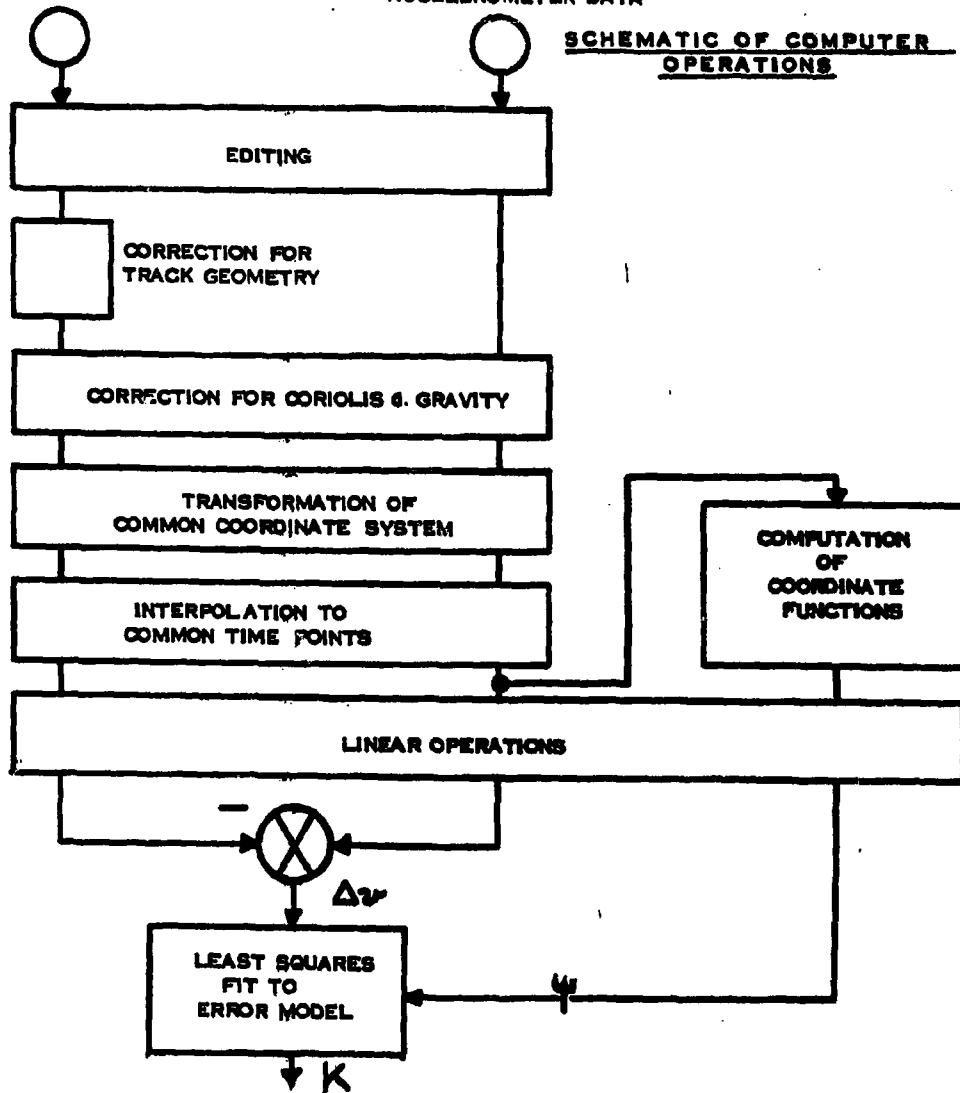 SCHEMATIC OF COMPUTER
OPERATIONS
EDITING
CORRECTION FOR
TRACK GEOMETRY
CORRECTION FOR CORIOLIS &. GRAVITY
TRANSFORMATION OF
COMMON COORDINATE SYSTEM
COMPUTATION
OF
COORDINATE
FUNCTIONS
INTERPOLATION TO
COMMON TIME POINTS
LINEAR OPERATIONS
−
Δv
LEAST SQUARES
FIT TO
ERROR MODEL
ψ
K